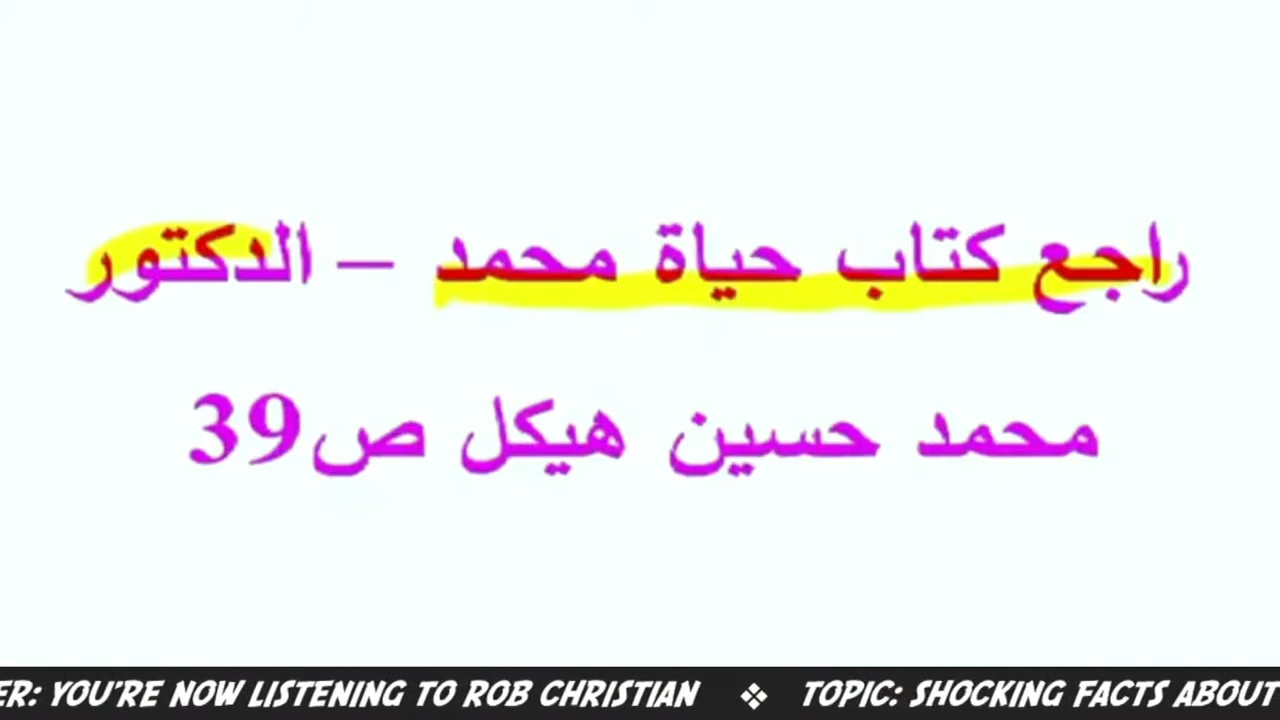 راجع كتاب حياة محمد – الدكتور
محمد حسين هيكل ص39
ER: YOU'RE NOW LISTENING TO ROB CHRISTIAN ❖ TOPIC: SHOCKING FACTS ABOUT